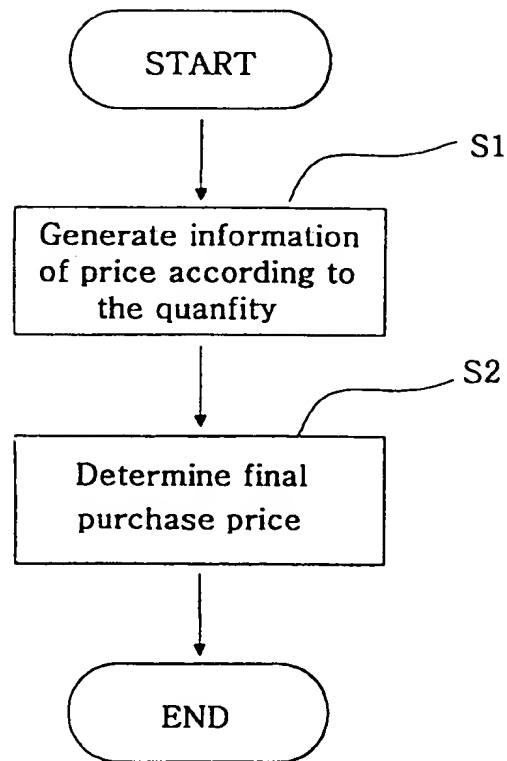 START
S1
Generate information
of price according to
the quanfity
S2
Determine final
purchase price
END